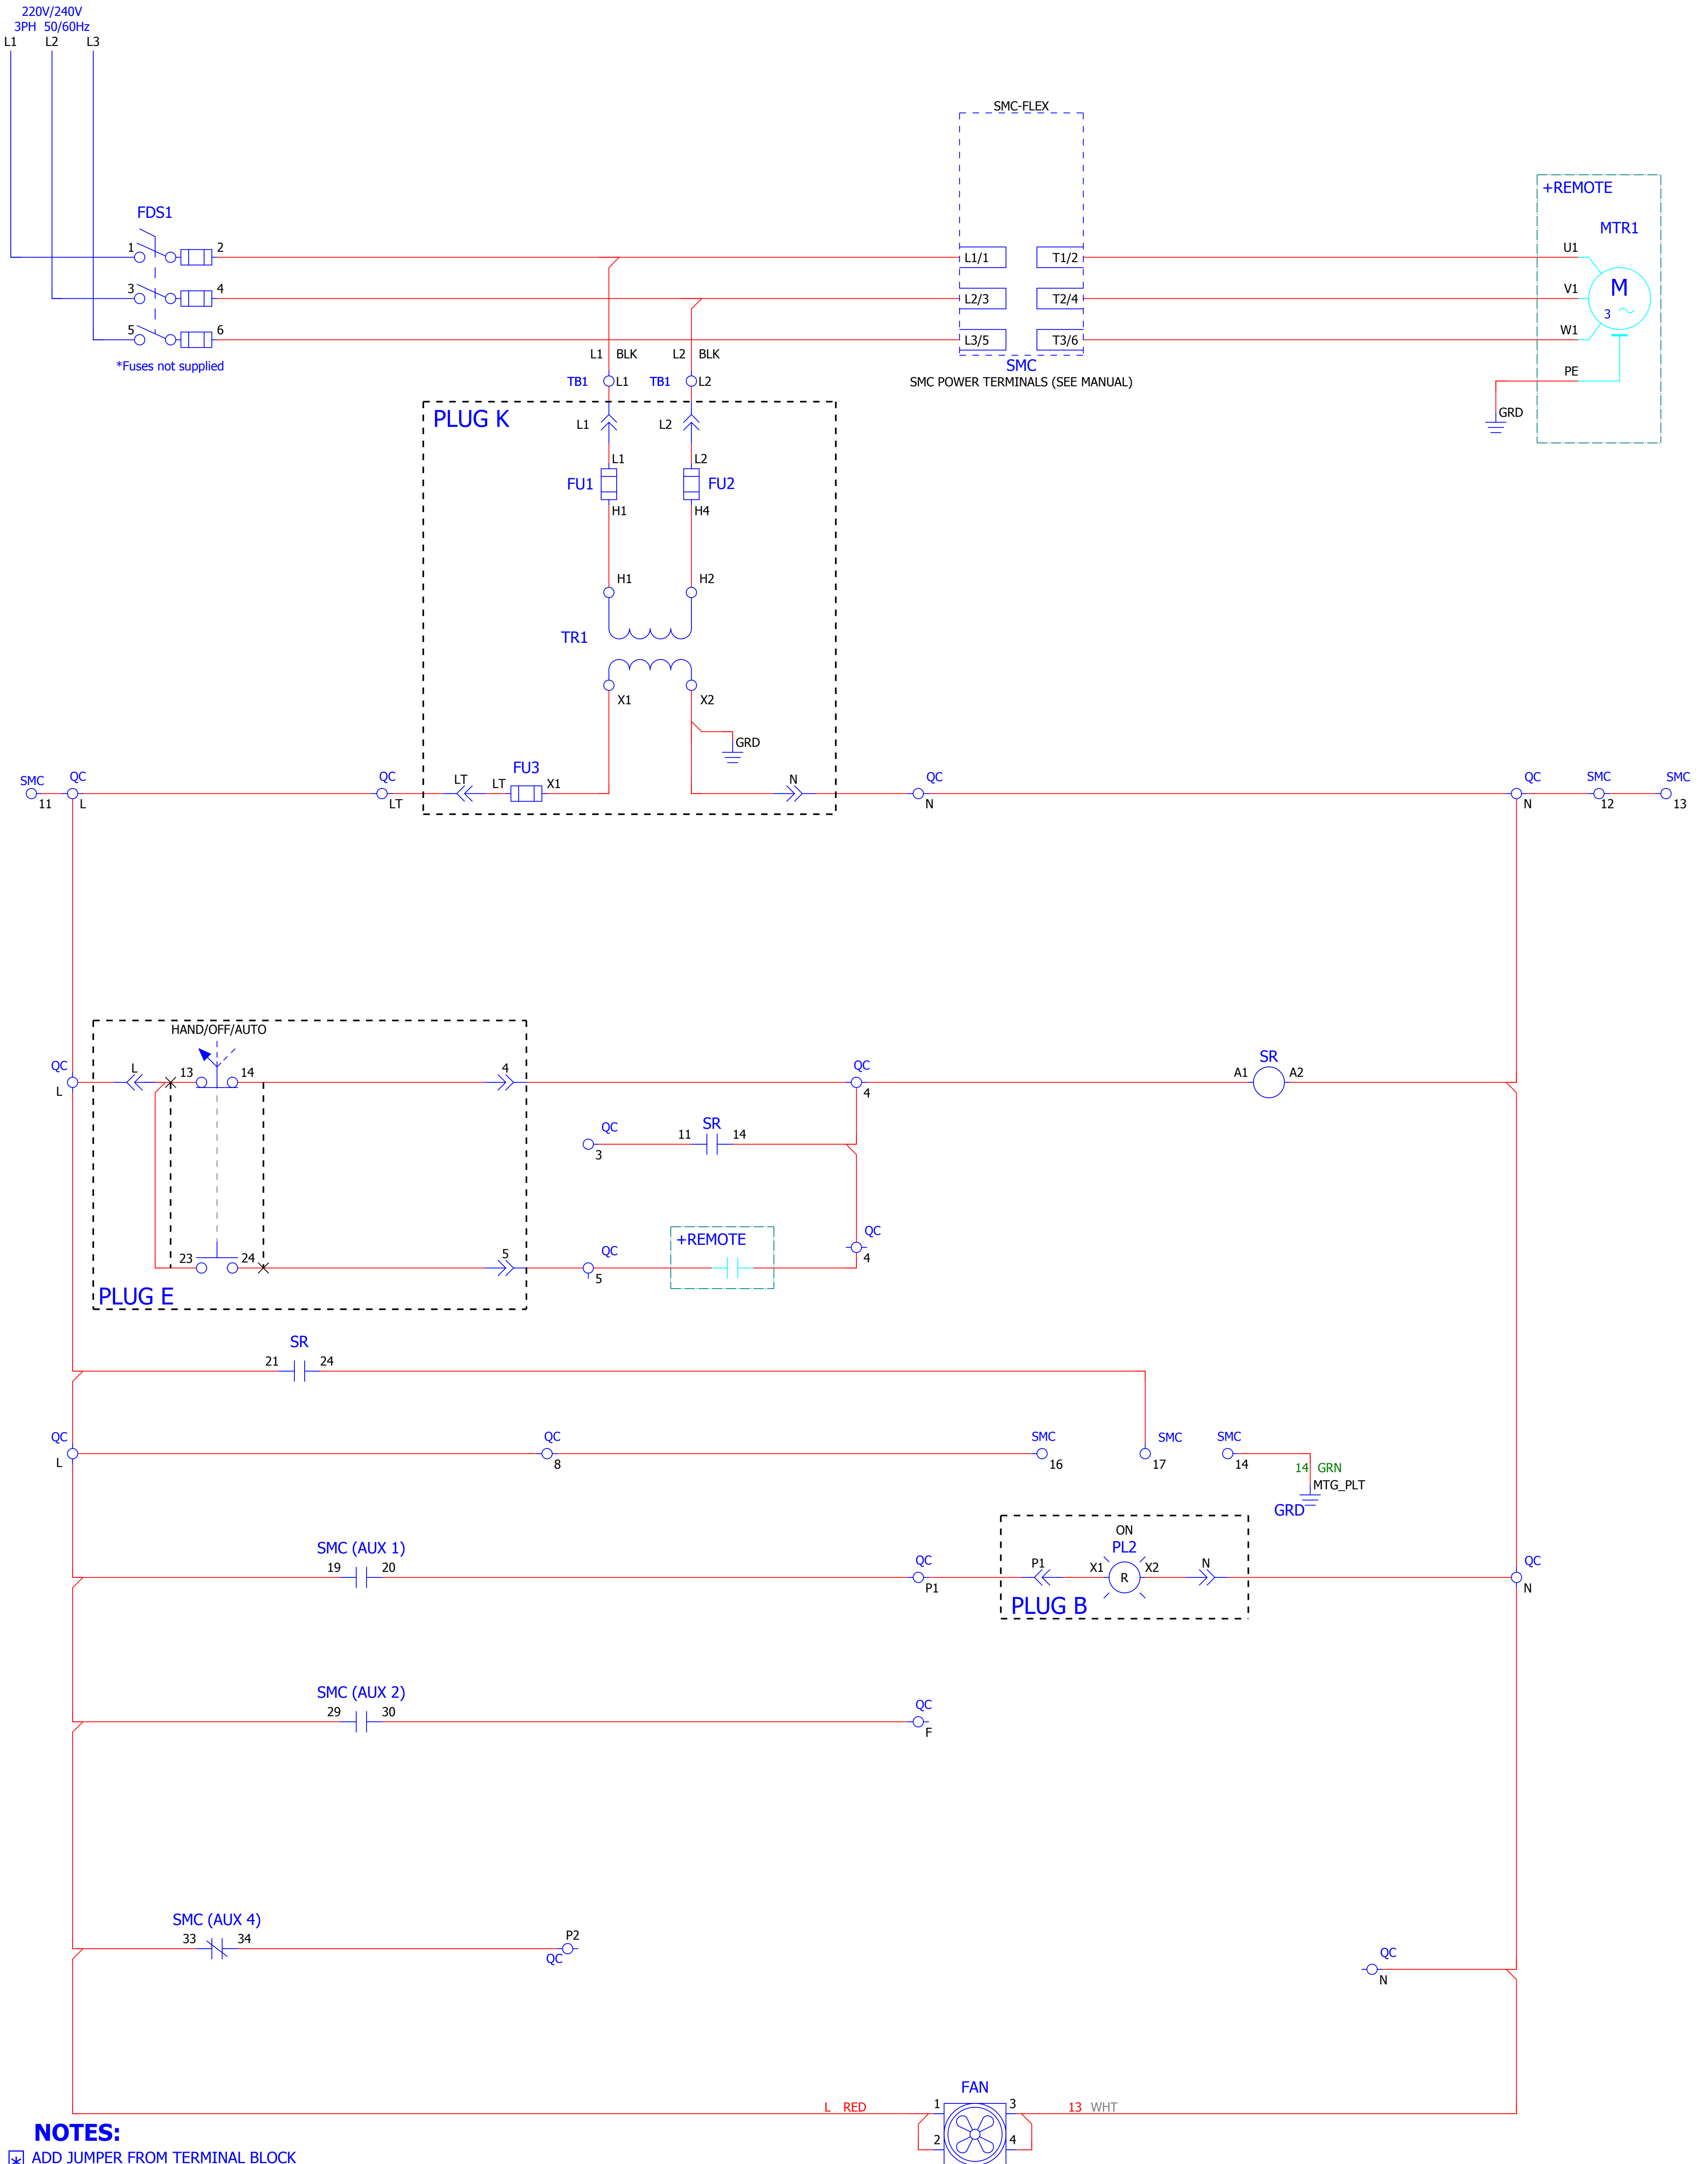 220V/240V
3PH 50/60Hz
L1 L2 L3
SMC-FLEX
+REMOTE
MTR1
FDS1
1 2
L1/1 T1/2
U1
3 4
L2/3 T2/4
V1
M
3
5 6
L3/5 T3/6
W1
*Fuses not supplied
L1 BLK L2 BLK
SMC
SMC POWER TERMINALS (SEE MANUAL)
PE
GRD
TB1 L1 TB1 L2
PLUG K
L1 L2
L1 L2
FU1 FU2
H1 H4
H1 H2
TR1
X1 X2
GRD
SMC QC QC LT LT FU3 X1 N QC QC SMC SMC
11 L LT N N 12 13
HAND/OFF/AUTO
QC L 13 14 4 QC A1 SR A2
L 4
QC 11 SR 14
3
+REMOTE
QC
4
23 24 5 QC
5
PLUG E
SR
21 24
QC QC SMC SMC SMC
L 8 16 17 14
14 GRN
MTG_PLT
GRD
ON
PL2
SMC (AUX 1)
19 20 QC P1 X1 R X2 N QC
P1 N
PLUG B
SMC (AUX 2)
29 30 QC
F
SMC (AUX 4)
33 34 P2
QC
QC
N
FAN
L RED 1 3 13 WHT
2 4
NOTES:
* ADD JUMPER FROM TERMINAL BLOCK